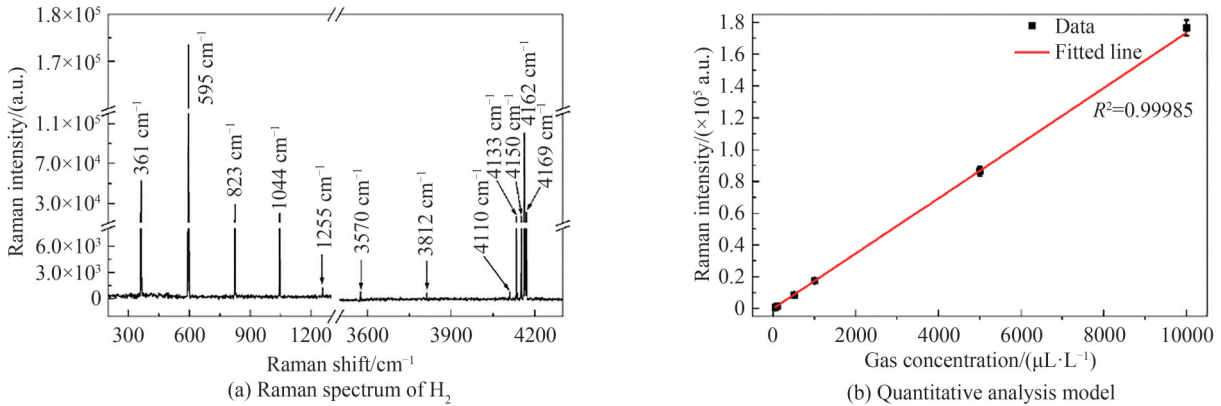 1.8×10⁵
1.7×10⁵
1.1×10⁵
7.0×10⁴
3.0×10⁴
6.0×10³
3.0×10³
0
Raman intensity/(a.u.)
361 cm⁻¹
595 cm⁻¹
823 cm⁻¹
1044 cm⁻¹
1255 cm⁻¹
3570 cm⁻¹
3812 cm⁻¹
4110 cm⁻¹
4133 cm⁻¹
4150 cm⁻¹
4162 cm⁻¹
4169 cm⁻¹
300 600 900 1200 3600 3900 4200
Raman shift/cm⁻¹
(a) Raman spectrum of H₂
1.8
1.6
1.4
1.2
1.0
0.8
0.6
0.4
0.2
0
Raman intensity/(×10⁵ a.u.)
Data
Fitted line
R²=0.99985
0 2000 4000 6000 8000 10000
Gas concentration/(μL·L⁻¹)
(b) Quantitative analysis model